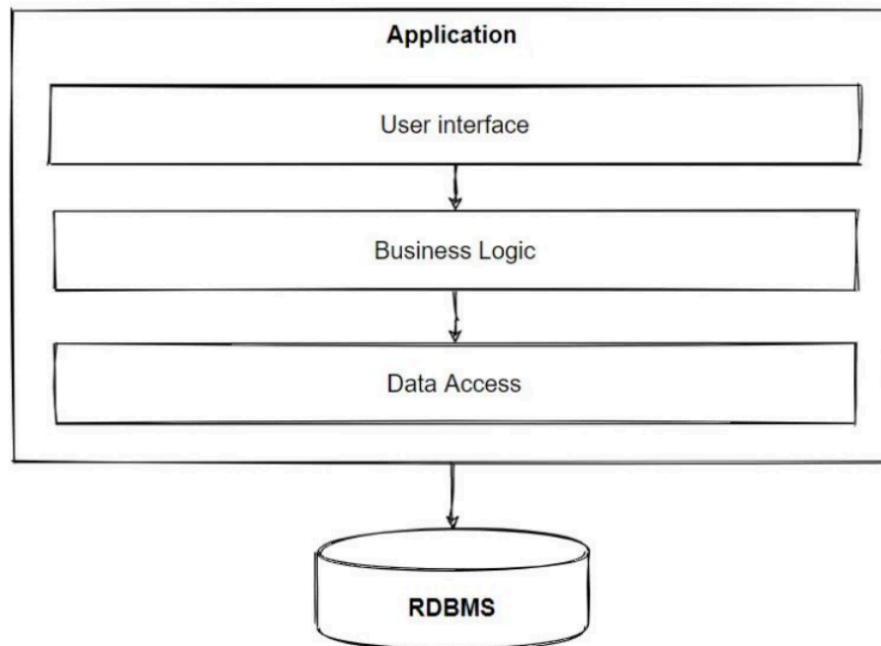 Application
User interface
Business Logic
Data Access
RDBMS